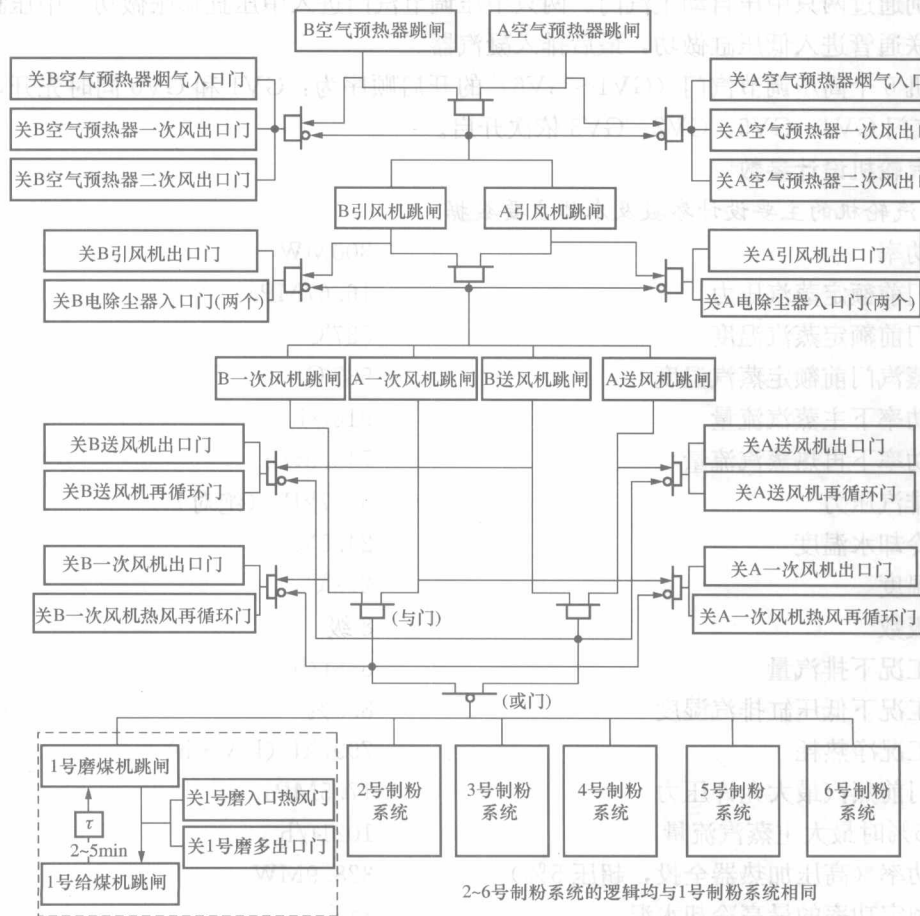 B空气预热器跳闸
A空气预热器跳闸
关B空气预热器烟气入口门
关B空气预热器一次风出口门
关B空气预热器二次风出口门
关A空气预热器烟气入口
关A空气预热器一次风出口
关A空气预热器二次风出口
B引风机跳闸
A引风机跳闸
关B引风机出口门
关B电除尘器入口门(两个)
关A引风机出口门
关A电除尘器入口门(两个)
B一次风机跳闸
A一次风机跳闸
B送风机跳闸
A送风机跳闸
关B送风机出口门
关B送风机再循环门
关A送风机出口门
关A送风机再循环门
关B一次风机出口门
关B一次风机热风再循环门
关A一次风机出口门
关A一次风机热风再循环门
(与门)
(或门)
1号磨煤机跳闸
τ
2~5min
1号给煤机跳闸
关1号磨入口热风门
关1号磨多出口门
2号制粉
系统
3号制粉
系统
4号制粉
系统
5号制粉
系统
6号制粉
系统
2~6号制粉系统的逻辑均与1号制粉系统相同